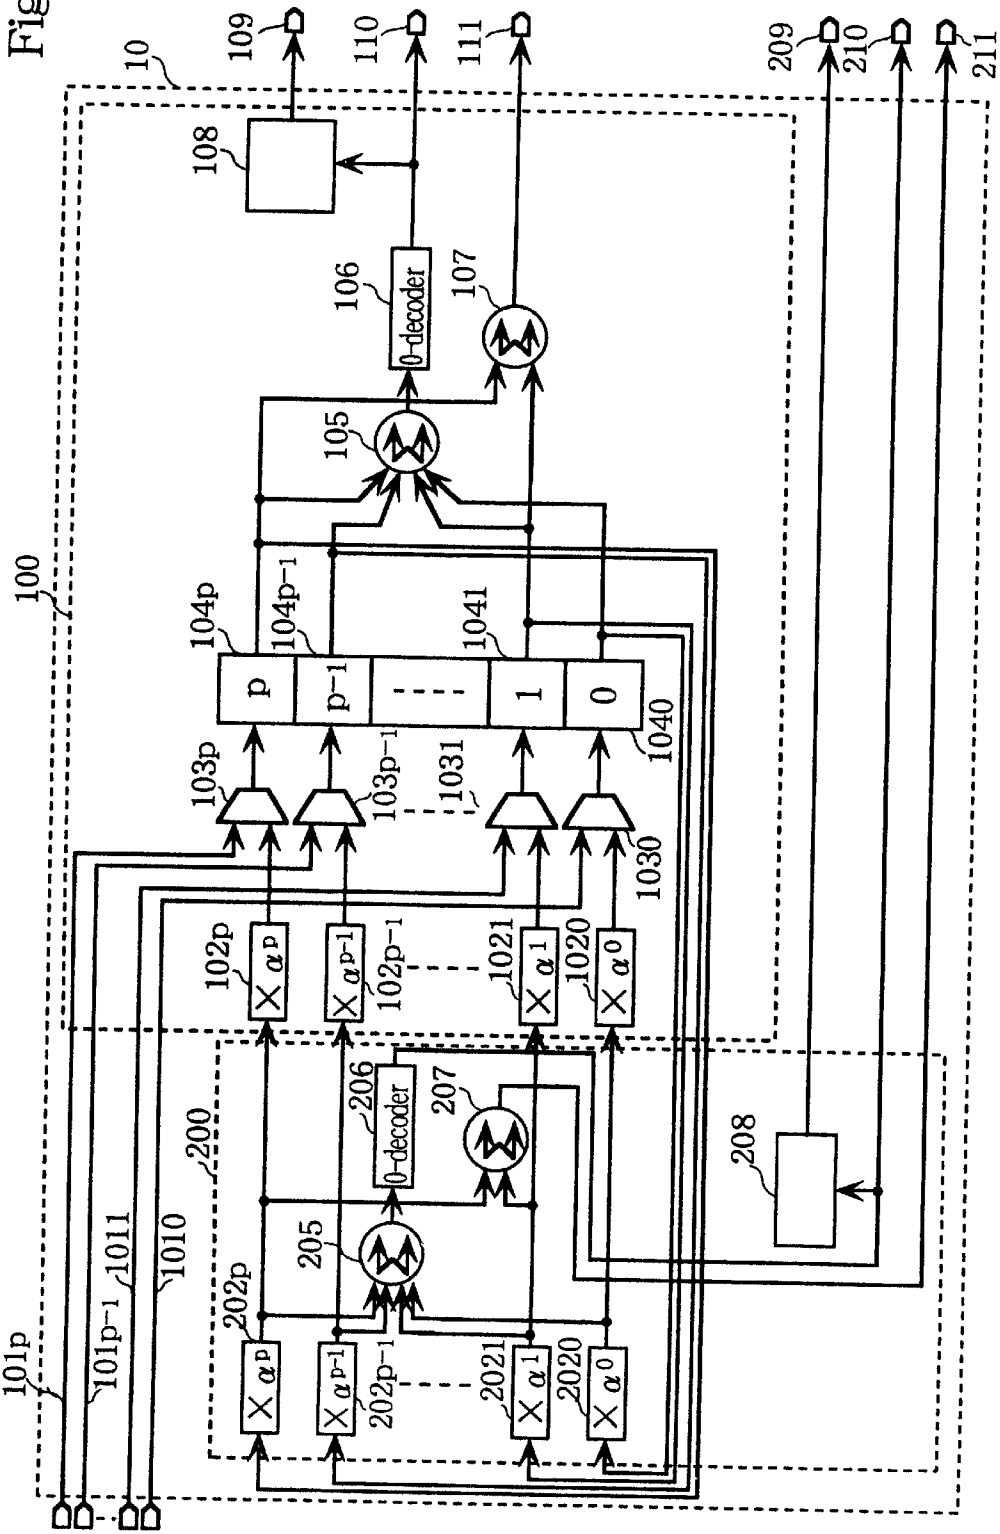 Fig
109
110
111
209
210
211
10
108
106
0-decoder
107
105
100
104p
104p-1
1041
p
p-1
1
0
1040
103p
103p-1
1031
1030
102p
102p-1
1021
1020
× α^p
× α^p-1
× α^1
× α^0
200
206
0-decoder
207
208
205
202p
202p-1
2021
2020
× α^p
× α^p-1
× α^1
× α^0
101p
101p-1
1011
1010